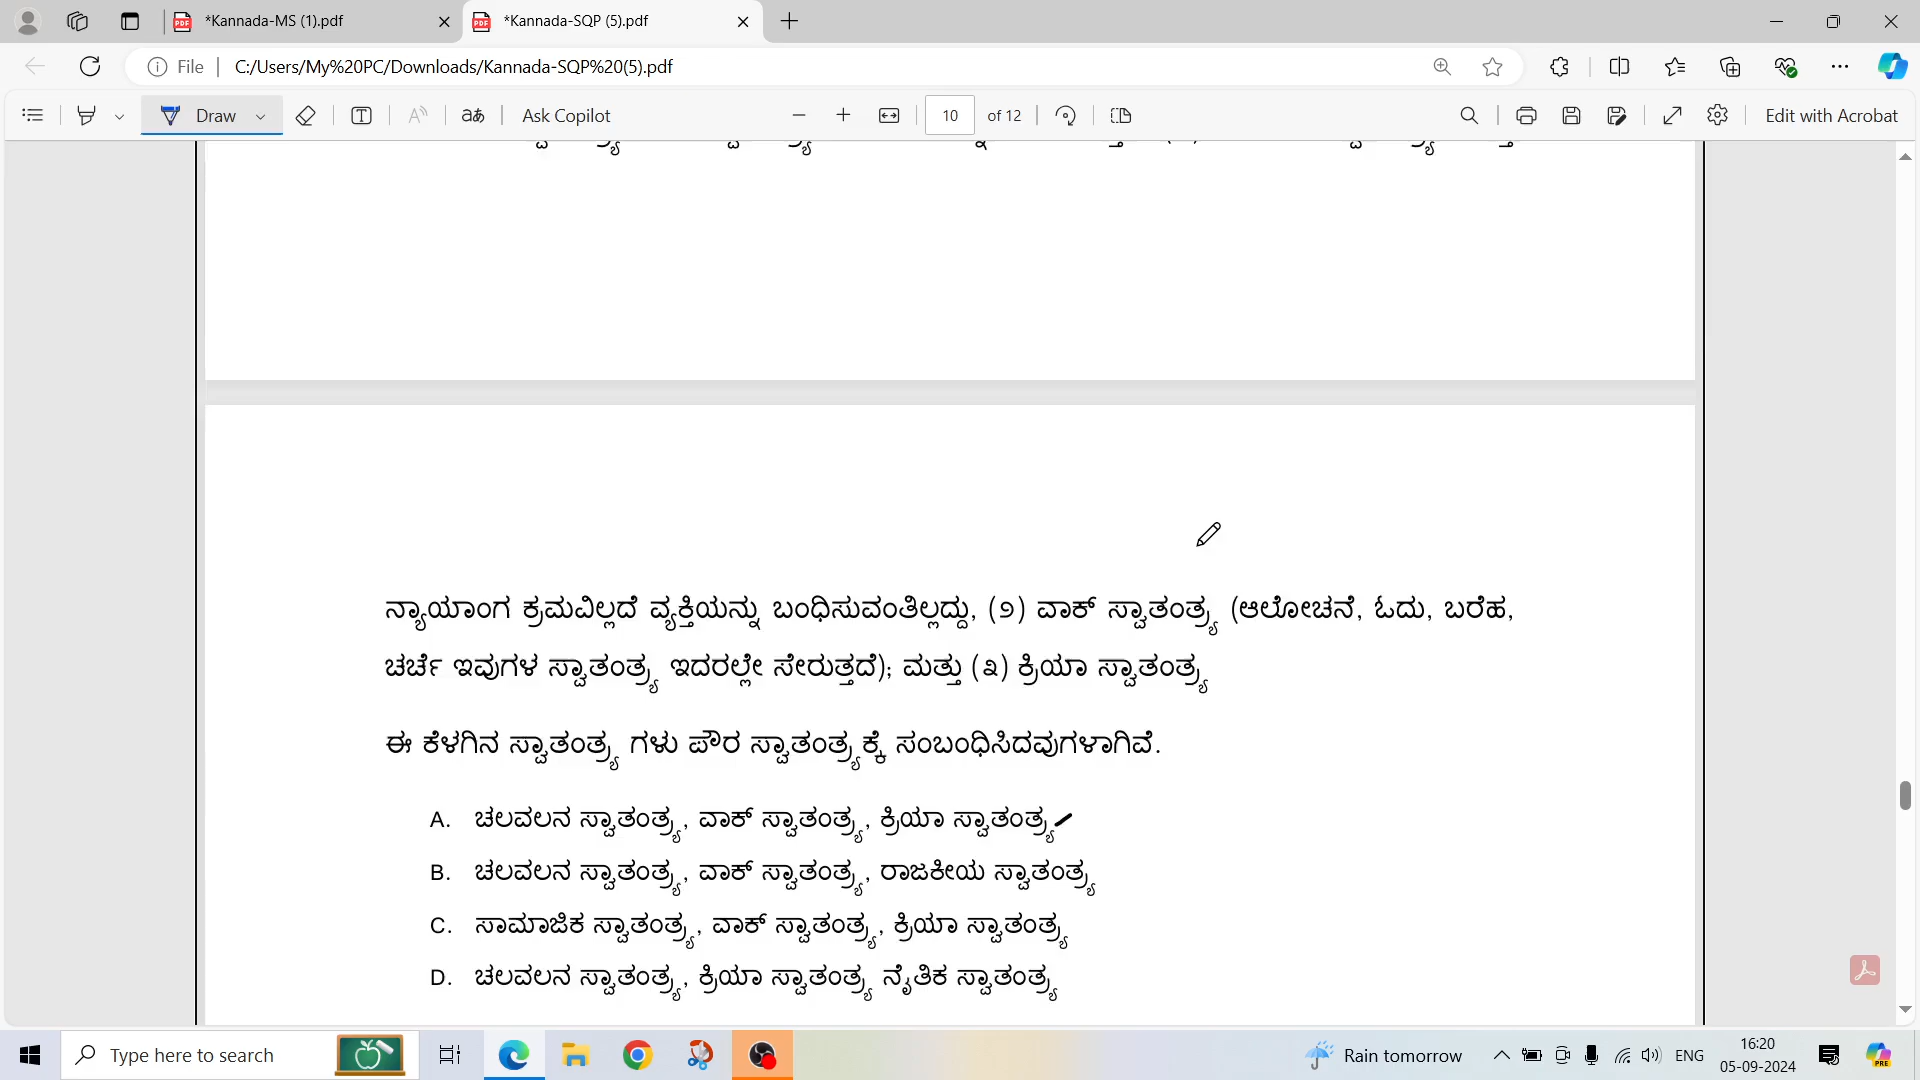 *Kannada-MS (1).pdf
*Kannada-SQP (5).pdf
File
C:/Users/My%20PC/Downloads/Kannada-SQP%20(5).pdf
Draw
Ask Copilot
10 of 12
Edit with Acrobat
ನ್ಯಾಯಾಂಗ ಕ್ರಮವಿಲ್ಲದೆ ವ್ಯಕ್ತಿಯನ್ನು ಬಂಧಿಸುವಂತಿಲ್ಲದ್ದು, (೨) ವಾಕ್ ಸ್ವಾತಂತ್ರ್ಯ (ಆಲೋಚನೆ, ಓದು, ಬರೆಹ,
ಚರ್ಚೆ ಇವುಗಳ ಸ್ವಾತಂತ್ರ್ಯ ಇದರಲ್ಲೇ ಸೇರುತ್ತದೆ); ಮತ್ತು (೩) ಕ್ರಿಯಾ ಸ್ವಾತಂತ್ರ್ಯ
ಈ ಕೆಳಗಿನ ಸ್ವಾತಂತ್ರ್ಯ ಗಳು ಪೌರ ಸ್ವಾತಂತ್ರ್ಯಕ್ಕೆ ಸಂಬಂಧಿಸಿದವುಗಳಾಗಿವೆ.
A. ಚಲವಲನ ಸ್ವಾತಂತ್ರ್ಯ, ವಾಕ್ ಸ್ವಾತಂತ್ರ್ಯ, ಕ್ರಿಯಾ ಸ್ವಾತಂತ್ರ್ಯ
B. ಚಲವಲನ ಸ್ವಾತಂತ್ರ್ಯ, ವಾಕ್ ಸ್ವಾತಂತ್ರ್ಯ, ರಾಜಕೀಯ ಸ್ವಾತಂತ್ರ್ಯ
C. ಸಾಮಾಜಿಕ ಸ್ವಾತಂತ್ರ್ಯ, ವಾಕ್ ಸ್ವಾತಂತ್ರ್ಯ, ಕ್ರಿಯಾ ಸ್ವಾತಂತ್ರ್ಯ
D. ಚಲವಲನ ಸ್ವಾತಂತ್ರ್ಯ, ಕ್ರಿಯಾ ಸ್ವಾತಂತ್ರ್ಯ ನೈತಿಕ ಸ್ವಾತಂತ್ರ್ಯ
Type here to search
Rain tomorrow
ENG
16:20
05-09-2024